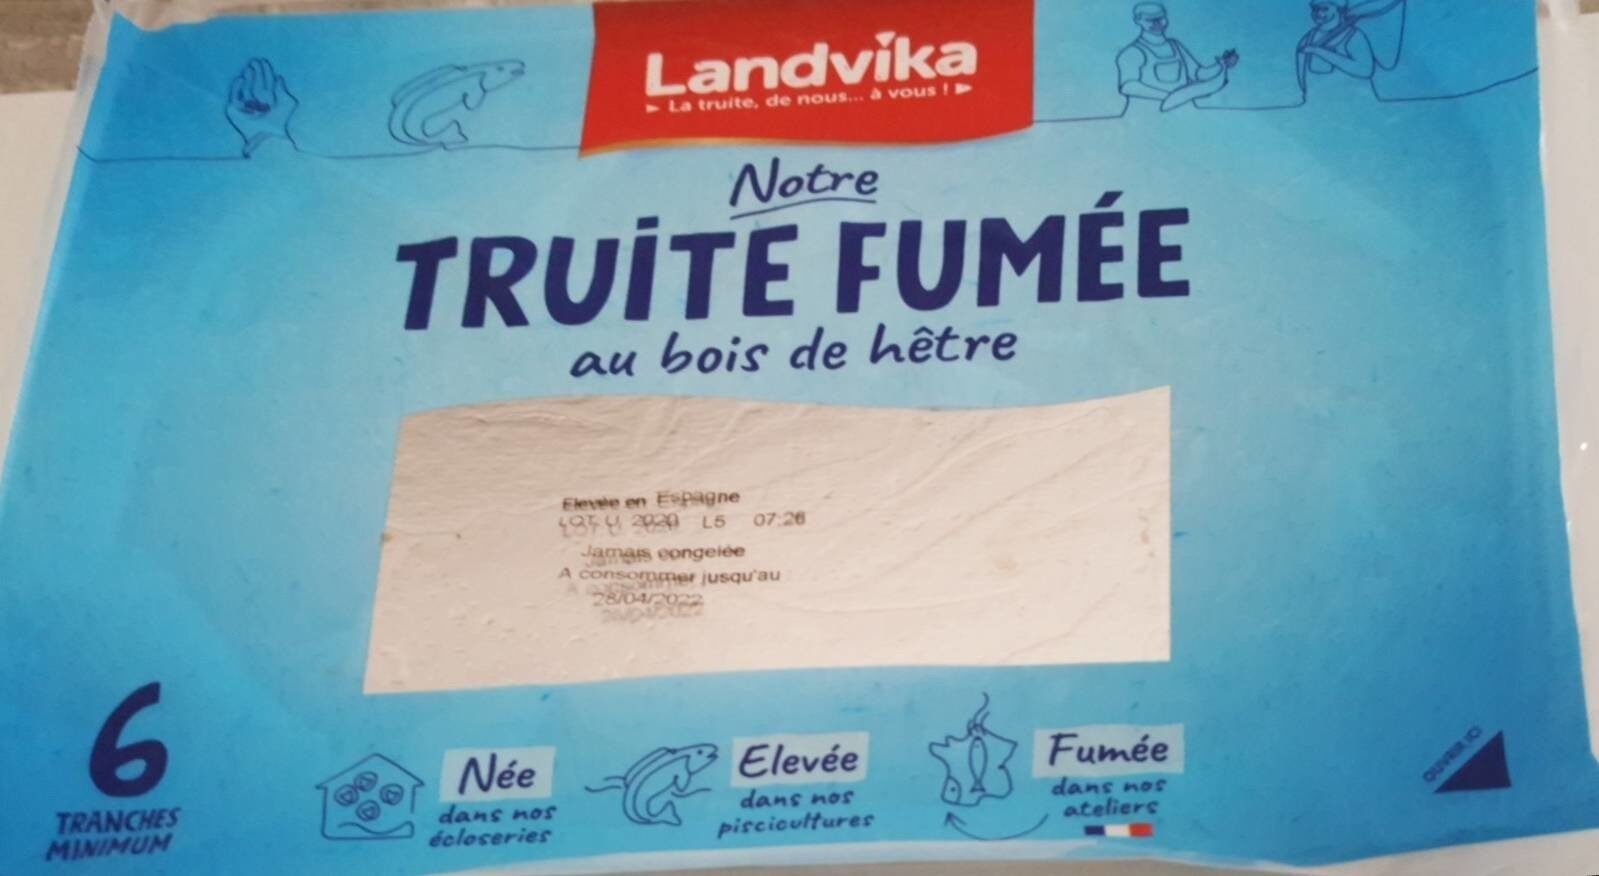 Landvika
La truite, de nous... à vous !
Notre
TRUITE FUMÉE
au bois de hêtre
Elevée en Espagne
LOT U 2020 L5 07:26
Jamais congelée
A consommer jusqu'au
28/04/2022
6
TRANCHES
MINIMUM
Née
dans nos
écloseries
Elevée
dans nos
piscicultures
Fumée
dans nos
ateliers
OUVRIR ICI